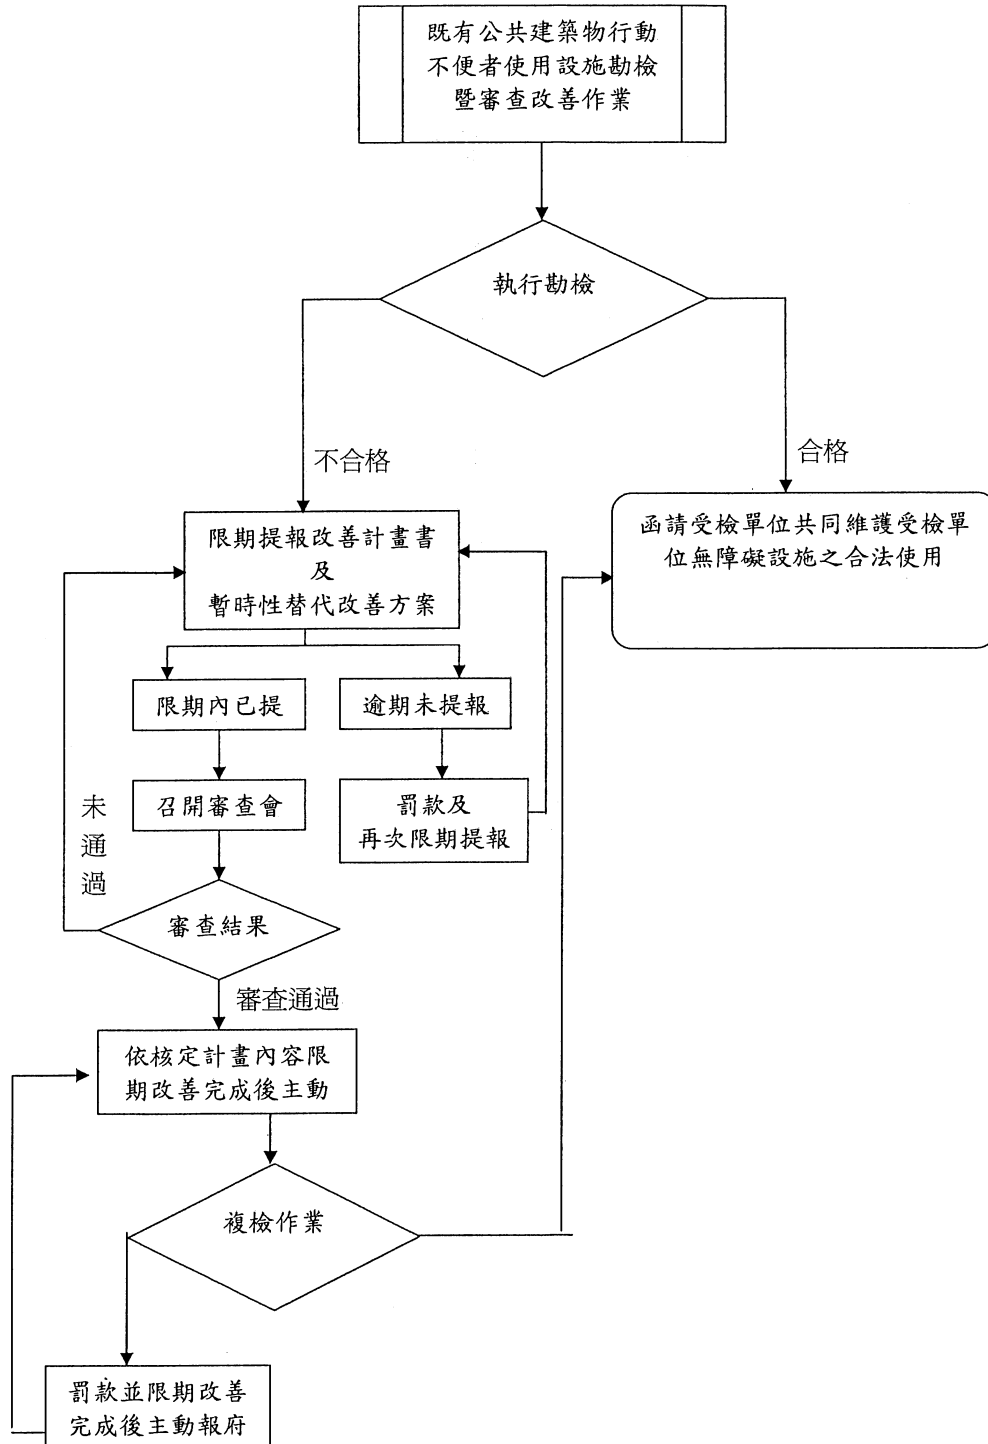 既有公共建築物行動
不便者使用設施勘檢
暨審查改善作業
執行勘檢
不合格
合格
限期提報改善計畫書
及
暫時性替代改善方案
函請受檢單位共同維護受檢單
位無障礙設施之合法使用
限期內已提
逾期未提報
召開審查會
罰款及
再次限期提報
未
通
過
審查結果
審查通過
依核定計畫內容限
期改善完成後主動
複檢作業
罰款並限期改善
完成後主動報府